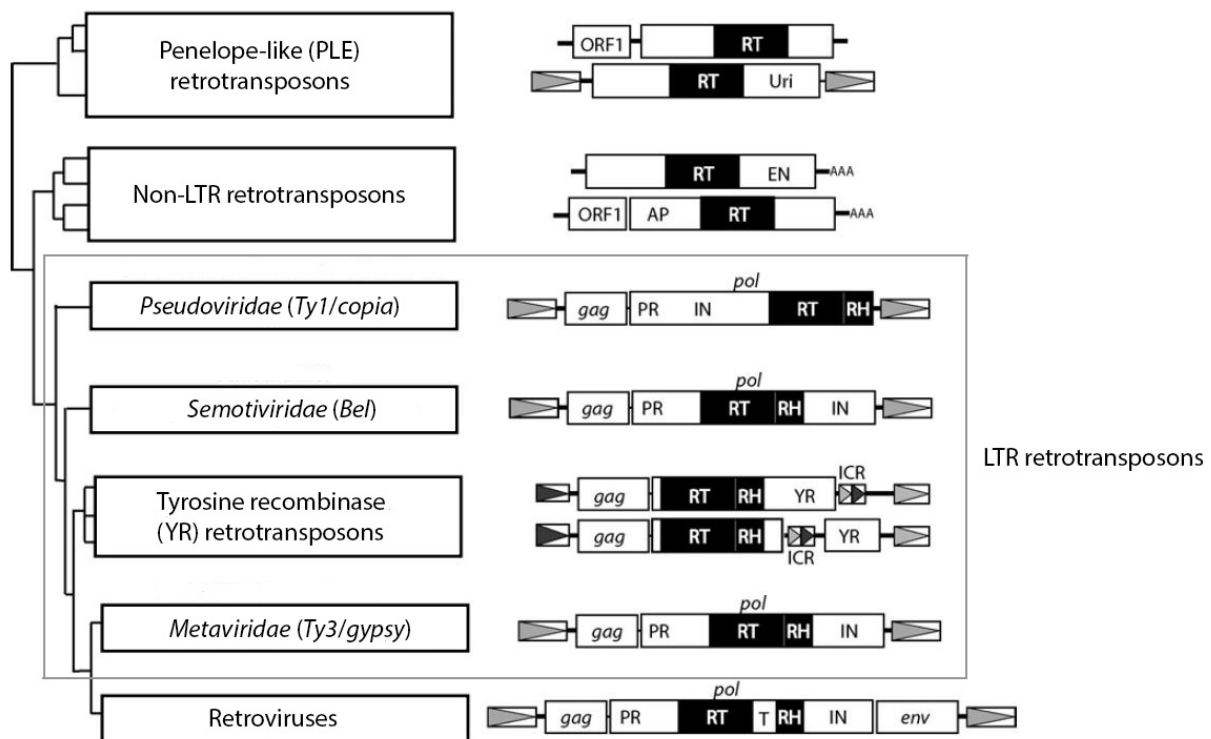 Penelope-like (PLE)
retrotransposons
ORF1 RT
RT Uri
Non-LTR retrotransposons
RT EN AAA
ORF1 AP RT AAA
Pseudoviridae (Ty1/copia)
pol
gag PR IN RT RH
Semotiviridae (Bel)
pol
gag PR RT RH IN
LTR retrotransposons
Tyrosine recombinase
(YR) retrotransposons
ICR
gag RT RH YR
gag RT RH YR
ICR
Metaviridae (Ty3/gypsy)
pol
gag PR RT RH IN
Retroviruses
pol
gag PR RT T RH IN env